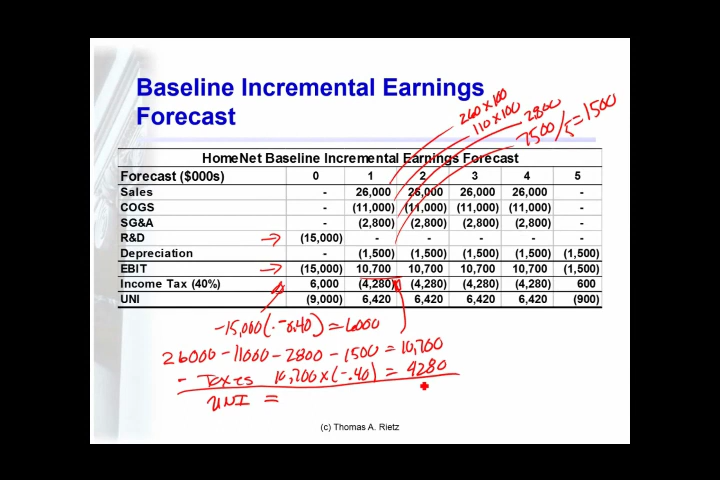 Baseline Incremental Earnings
Forecast
260x100
110x100
2800
7500/5=1500
HomeNet Baseline Incremental Earnings Forecast
Forecast ($000s) 0 1 2 3 4 5
Sales - 26,000 26,000 26,000 26,000 -
COGS - (11,000) (11,000) (11,000) (11,000) -
SG&A - (2,800) (2,800) (2,800) (2,800) -
R&D (15,000) - - - - -
Depreciation - (1,500) (1,500) (1,500) (1,500) (1,500)
EBIT (15,000) 10,700 10,700 10,700 10,700 (1,500)
Income Tax (40%) 6,000 (4,280) (4,280) (4,280) (4,280) 600
UNI (9,000) 6,420 6,420 6,420 6,420 (900)
-15,000(-0.40)=6000
26000-11000-2800-1500=10,700
- Taxes 10,700x(-.40)=4280
UNI =
(c) Thomas A. Rietz